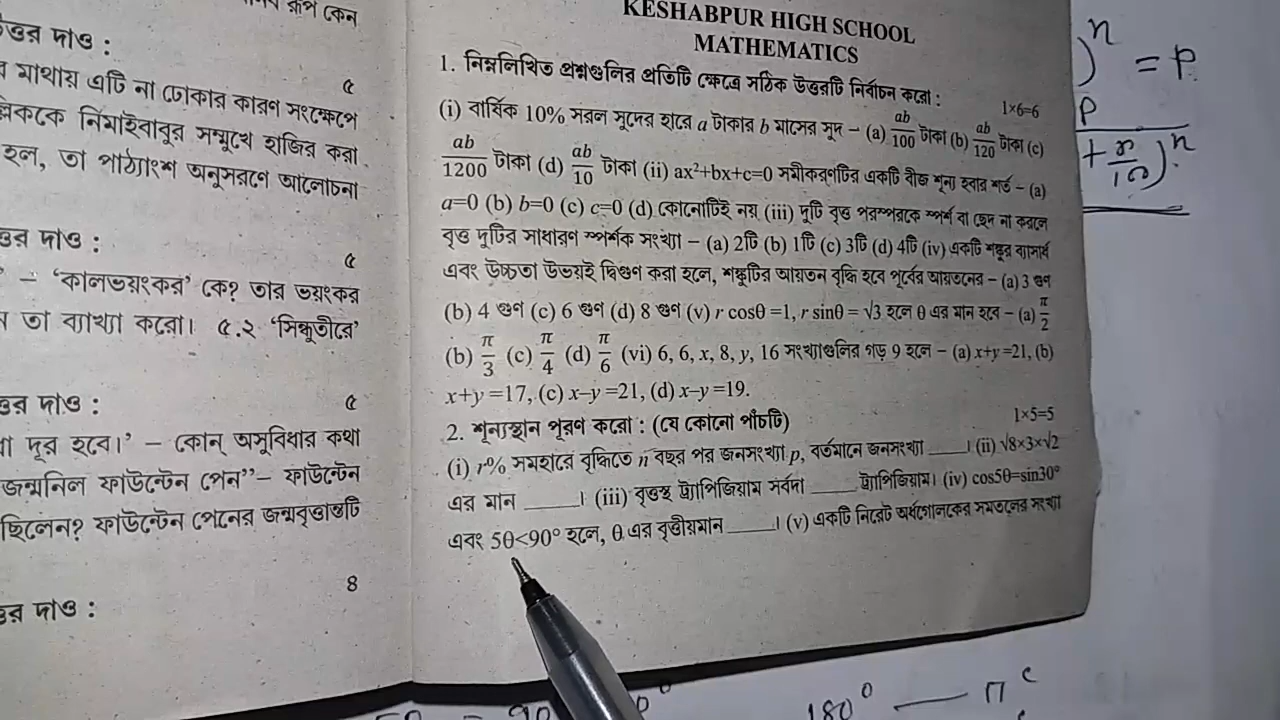 কেন
উত্তর দাও :
৫
মাথায় এটি না ঢোকার কারণ সংক্ষেপে
নিমাইবাবুর সম্মুখে হাজির করা
হল, তা পাঠ্যাংশ অনুসরণে আলোচনা
দাও :
৫
– 'কালভয়ংকর' কে? তার ভয়ংকর
তা ব্যাখ্যা করো। ৫.২ 'সিন্ধুতীরে'
দাও :
৫
দূর হবে।' – কোন্ অসুবিধার কথা
জন্মনিল ফাউন্টেন পেন"– ফাউন্টেন
ছিলেন? ফাউন্টেন পেনের জন্মবৃত্তান্তটি
8
দাও :
KESHABPUR HIGH SCHOOL
MATHEMATICS
1. নিম্নলিখিত প্রশ্নগুলির প্রতিটি ক্ষেত্রে সঠিক উত্তরটি নির্বাচন করো :
1×6=6
(i) বার্ষিক 10% সরল সুদের হারে a টাকার b মাসের সুদ – (a) ab/100 টাকা (b) ab/120 টাকা (c)
ab/1200 টাকা (d) ab/10 টাকা (ii) ax²+bx+c=0 সমীকরণটির একটি বীজ শূন্য হবার শর্ত – (a)
a=0 (b) b=0 (c) c=0 (d) কোনোটিই নয় (iii) দুটি বৃত্ত পরস্পরকে স্পর্শ বা ছেদ না করলে
বৃত্ত দুটির সাধারণ স্পর্শক সংখ্যা – (a) 2টি (b) 1টি (c) 3টি (d) 4টি (iv) একটি শঙ্কুর ব্যাসার্ধ
এবং উচ্চতা উভয়ই দ্বিগুণ করা হলে, শঙ্কুটির আয়তন বৃদ্ধি হবে পূর্বের আয়তনের – (a) 3 গুণ
(b) 4 গুণ (c) 6 গুণ (d) 8 গুণ (v) r cosθ =1, r sinθ = √3 হলে θ এর মান হবে – (a) π/2
(b) π/3 (c) π/4 (d) π/6 (vi) 6, 6, x, 8, y, 16 সংখ্যাগুলির গড় 9 হলে – (a) x+y =21, (b)
x+y =17, (c) x–y =21, (d) x–y =19.
2. শূন্যস্থান পূরণ করো : (যে কোনো পাঁচটি)
1×5=5
(i) r% সমহারে বৃদ্ধিতে n বছর পর জনসংখ্যা p, বর্তমানে জনসংখ্যা ____। (ii) √8×3×√2
এর মান ____। (iii) বৃত্তস্থ ট্রাপিজিয়াম সর্বদা ____ ট্রাপিজিয়াম। (iv) cos5θ=sin30°
এবং 5θ<90° হলে, θ এর বৃত্তীয়মান ____। (v) একটি নিরেট অর্ধগোলকের সমতলের সংখ্যা
)ⁿ = P
P
+ r/10)ⁿ
180° — π^c